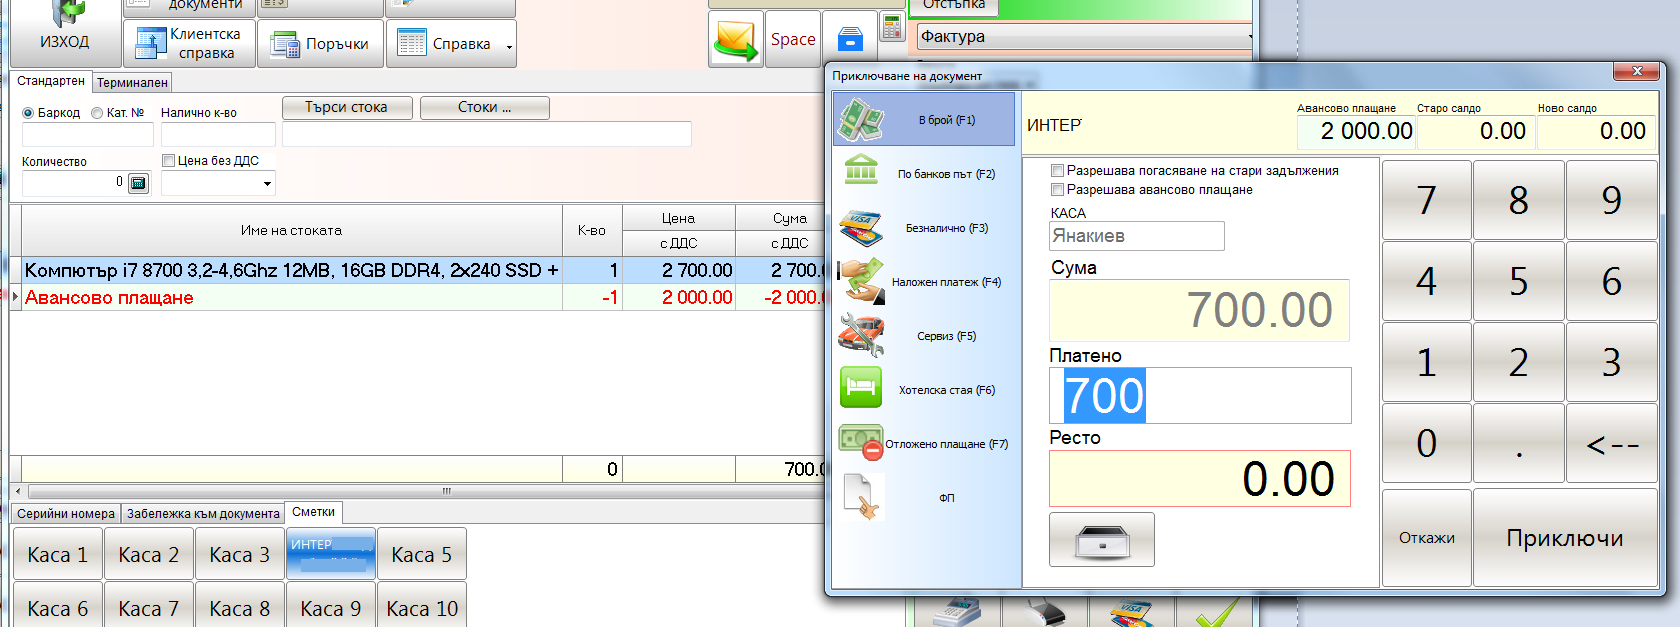 документи
Отстъпка
ИЗХОД
Клиентска
справка
Поръчки
Справка
Space
Фактура
Стандартен
Терминален
Баркод
Кат. №
Налично к-во
Търси стока
Стоки ...
Количество
Цена без ДДС
0
Име на стоката
К-во
Цена
Сума
с ДДС
с ДДС
Компютър i7 8700 3,2-4,6Ghz 12MB, 16GB DDR4, 2x240 SSD +
1
2 700.00
2 700.
Авансово плащане
-1
2 000.00
-2 000.
0
700.0
Серийни номера
Забележка към документа
Сметки
Каса 1
Каса 2
Каса 3
ИНТЕР
Каса 5
Каса 6
Каса 7
Каса 8
Каса 9
Каса 10
Приключване на документ
В брой (F1)
По банков път (F2)
Безналично (F3)
Наложен платеж (F4)
Сервиз (F5)
Хотелска стая (F6)
Отложено плащане (F7)
ФП
ИНТЕР
Авансово плащане
2 000.00
Старо салдо
0.00
Ново салдо
0.00
Разрешава погасяване на стари задължения
Разрешава авансово плащане
КАСА
Янакиев
Сума
700.00
Платено
700
Ресто
0.00
7
8
9
4
5
6
1
2
3
0
.
<--
Откажи
Приключи
VISA
VISA